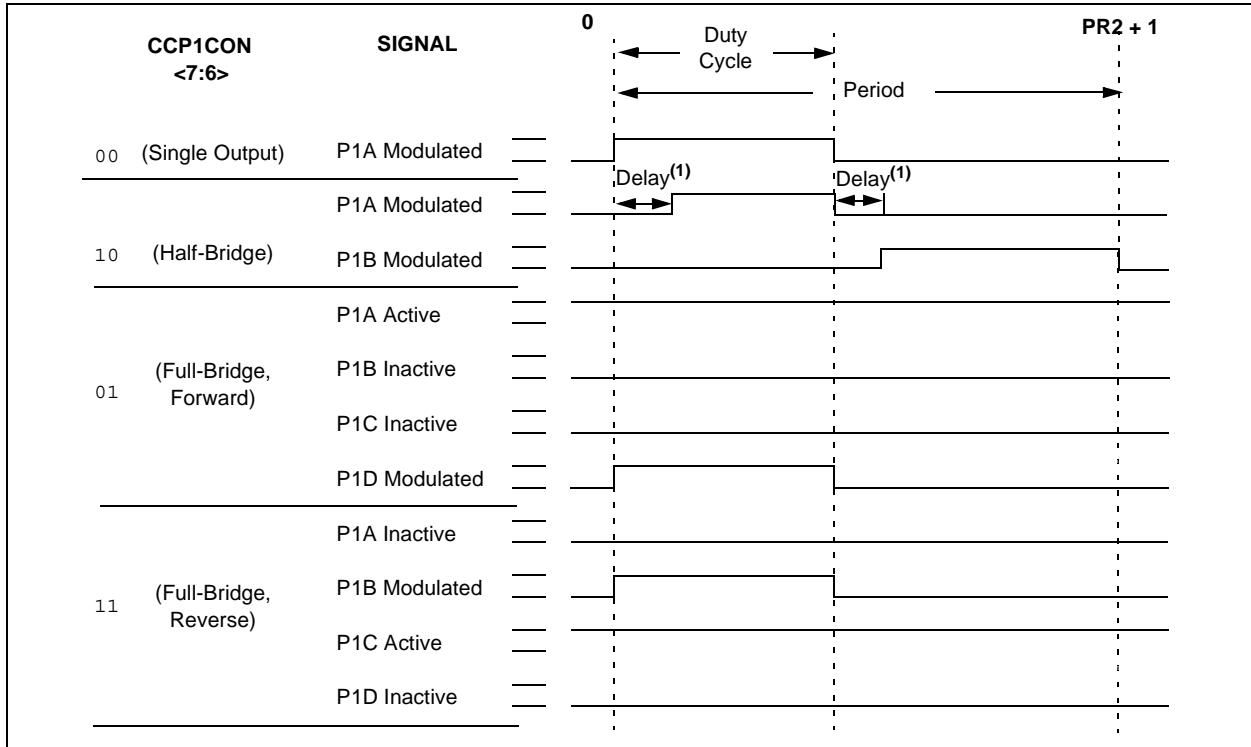 0
PR2 + 1
CCP1CON
<7:6>
SIGNAL
Duty
Cycle
Period
00 (Single Output) P1A Modulated
Delay(1) Delay(1)
P1A Modulated
10 (Half-Bridge) P1B Modulated
P1A Active
01 (Full-Bridge,
Forward)
P1B Inactive
P1C Inactive
P1D Modulated
P1A Inactive
11 (Full-Bridge,
Reverse)
P1B Modulated
P1C Active
P1D Inactive